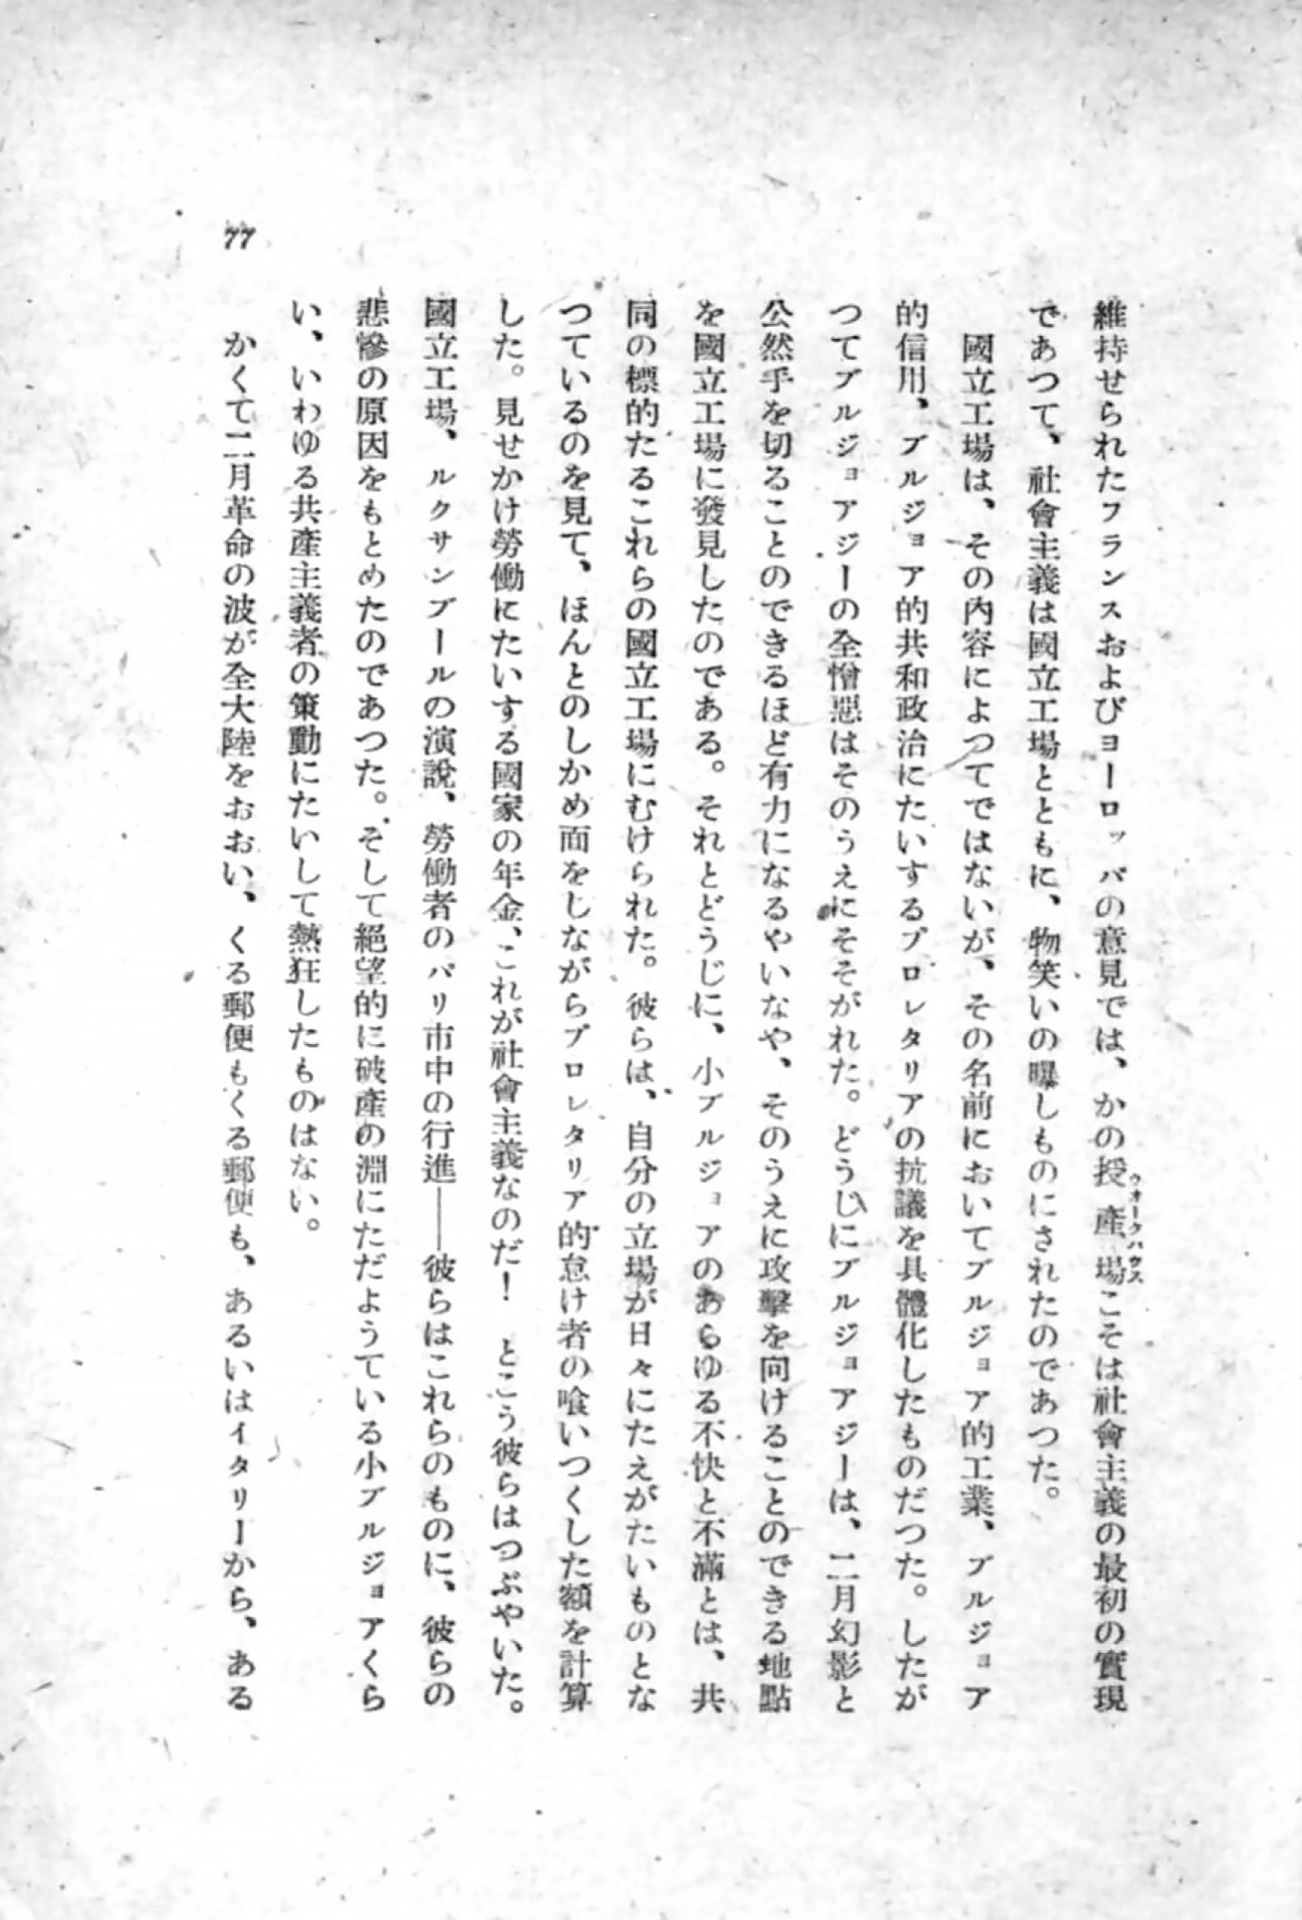 維持せられたフランスおよびヨーロッパの意見では、かの授產場こそは社會主義の最初の實現
ウオークハウス
であつて、社會主義は國立工場とともに、物笑いの曝しものにされたのであつた。
國立工場は、その內容によつてではないが、その名前においてブルジョア的工業、ブルジョア
的信用、ブルジョア的共和政治にたいするプロレタリアの抗議を具體化したものだつた。したが
つてブルジョアジーの全憎惡はそのうえにそそがれた。どうじにブルジョアジーは、二月幻影と
公然手を切ることのできるほど有力になるやいなや、そのうえに攻擊を向けることのできる地點
を國立工場に發見したのである。それとどうじに、小ブルジョアのあらゆる不快と不滿とは、共
同の標的たるこれらの國立工場にむけられた。彼らは、自分の立場が日々にたえがたいものとな
つているのを見て、ほんとのしかめ面をしながらプロレタリア的怠け者の喰いつくした額を計算
した。見せかけ勞働にたいする國家の年金、これが社會主義なのだ！　とこう彼らはつぶやいた。
國立工場、ルクサンブールの演說、勞働者のパリ市中の行進――彼らはこれらのものに、彼らの
悲慘の原因をもとめたのであつた。そして絕望的に破產の淵にただようている小ブルジョアくら
い、いわゆる共產主義者の策動にたいして熱狂したものはない。
かくて二月革命の波が全大陸をおおい、くる郵便もくる郵便も、あるいはイタリーから、ある
77